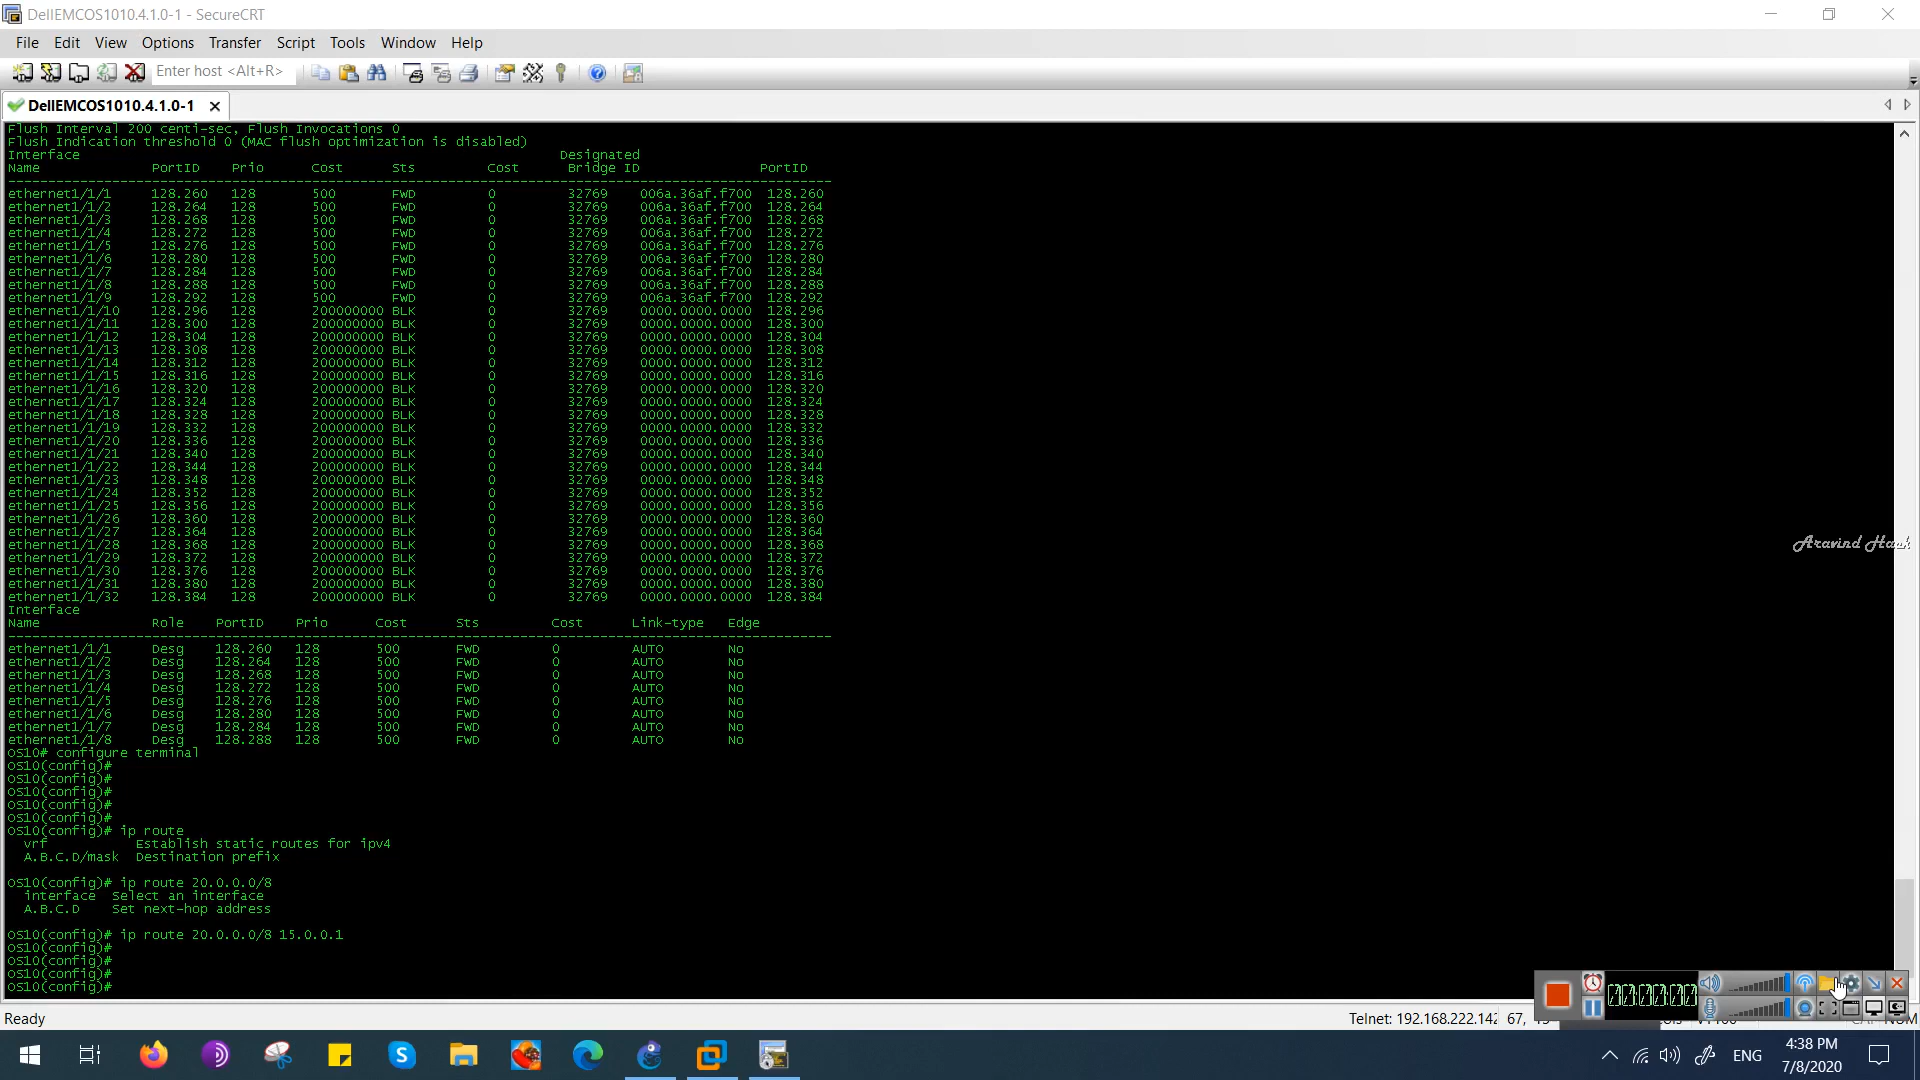 DellEMCOS1010.4.1.0-1 - SecureCRT
File Edit View Options Transfer Script Tools Window Help
Enter host <Alt+R>
DellEMCOS1010.4.1.0-1
Flush Interval 200 centi-sec, Flush Invocations 0
Flush Indication threshold 0 (MAC flush optimization is disabled)
Interface Designated
Name PortID Prio Cost Sts Cost Bridge ID PortID
--------------------------------------------------------------------------------
ethernet1/1/1 128.260 128 500 FWD 0 32769 006a.36af.f700 128.260
ethernet1/1/2 128.264 128 500 FWD 0 32769 006a.36af.f700 128.264
ethernet1/1/3 128.268 128 500 FWD 0 32769 006a.36af.f700 128.268
ethernet1/1/4 128.272 128 500 FWD 0 32769 006a.36af.f700 128.272
ethernet1/1/5 128.276 128 500 FWD 0 32769 006a.36af.f700 128.276
ethernet1/1/6 128.280 128 500 FWD 0 32769 006a.36af.f700 128.280
ethernet1/1/7 128.284 128 500 FWD 0 32769 006a.36af.f700 128.284
ethernet1/1/8 128.288 128 500 FWD 0 32769 006a.36af.f700 128.288
ethernet1/1/9 128.292 128 500 FWD 0 32769 006a.36af.f700 128.292
ethernet1/1/10 128.296 128 200000000 BLK 0 32769 0000.0000.0000 128.296
ethernet1/1/11 128.300 128 200000000 BLK 0 32769 0000.0000.0000 128.300
ethernet1/1/12 128.304 128 200000000 BLK 0 32769 0000.0000.0000 128.304
ethernet1/1/13 128.308 128 200000000 BLK 0 32769 0000.0000.0000 128.308
ethernet1/1/14 128.312 128 200000000 BLK 0 32769 0000.0000.0000 128.312
ethernet1/1/15 128.316 128 200000000 BLK 0 32769 0000.0000.0000 128.316
ethernet1/1/16 128.320 128 200000000 BLK 0 32769 0000.0000.0000 128.320
ethernet1/1/17 128.324 128 200000000 BLK 0 32769 0000.0000.0000 128.324
ethernet1/1/18 128.328 128 200000000 BLK 0 32769 0000.0000.0000 128.328
ethernet1/1/19 128.332 128 200000000 BLK 0 32769 0000.0000.0000 128.332
ethernet1/1/20 128.336 128 200000000 BLK 0 32769 0000.0000.0000 128.336
ethernet1/1/21 128.340 128 200000000 BLK 0 32769 0000.0000.0000 128.340
ethernet1/1/22 128.344 128 200000000 BLK 0 32769 0000.0000.0000 128.344
ethernet1/1/23 128.348 128 200000000 BLK 0 32769 0000.0000.0000 128.348
ethernet1/1/24 128.352 128 200000000 BLK 0 32769 0000.0000.0000 128.352
ethernet1/1/25 128.356 128 200000000 BLK 0 32769 0000.0000.0000 128.356
ethernet1/1/26 128.360 128 200000000 BLK 0 32769 0000.0000.0000 128.360
ethernet1/1/27 128.364 128 200000000 BLK 0 32769 0000.0000.0000 128.364
ethernet1/1/28 128.368 128 200000000 BLK 0 32769 0000.0000.0000 128.368
ethernet1/1/29 128.372 128 200000000 BLK 0 32769 0000.0000.0000 128.372
ethernet1/1/30 128.376 128 200000000 BLK 0 32769 0000.0000.0000 128.376
ethernet1/1/31 128.380 128 200000000 BLK 0 32769 0000.0000.0000 128.380
ethernet1/1/32 128.384 128 200000000 BLK 0 32769 0000.0000.0000 128.384
Interface
Name Role PortID Prio Cost Sts Cost Link-type Edge
--------------------------------------------------------------------------------
ethernet1/1/1 Desg 128.260 128 500 FWD 0 AUTO No
ethernet1/1/2 Desg 128.264 128 500 FWD 0 AUTO No
ethernet1/1/3 Desg 128.268 128 500 FWD 0 AUTO No
ethernet1/1/4 Desg 128.272 128 500 FWD 0 AUTO No
ethernet1/1/5 Desg 128.276 128 500 FWD 0 AUTO No
ethernet1/1/6 Desg 128.280 128 500 FWD 0 AUTO No
ethernet1/1/7 Desg 128.284 128 500 FWD 0 AUTO No
ethernet1/1/8 Desg 128.288 128 500 FWD 0 AUTO No
OS10# configure terminal
OS10(config)#
OS10(config)#
OS10(config)#
OS10(config)#
OS10(config)#
OS10(config)# ip route
vrf Establish static routes for ipv4
A.B.C.D/mask Destination prefix
OS10(config)# ip route 20.0.0.0/8
interface Select an interface
A.B.C.D Set next-hop address
OS10(config)# ip route 20.0.0.0/8 15.0.0.1
OS10(config)#
OS10(config)#
OS10(config)#
OS10(config)#
Aravind Hack
Ready Telnet: 192.168.222.142 67,
ENG
4:38 PM
7/8/2020